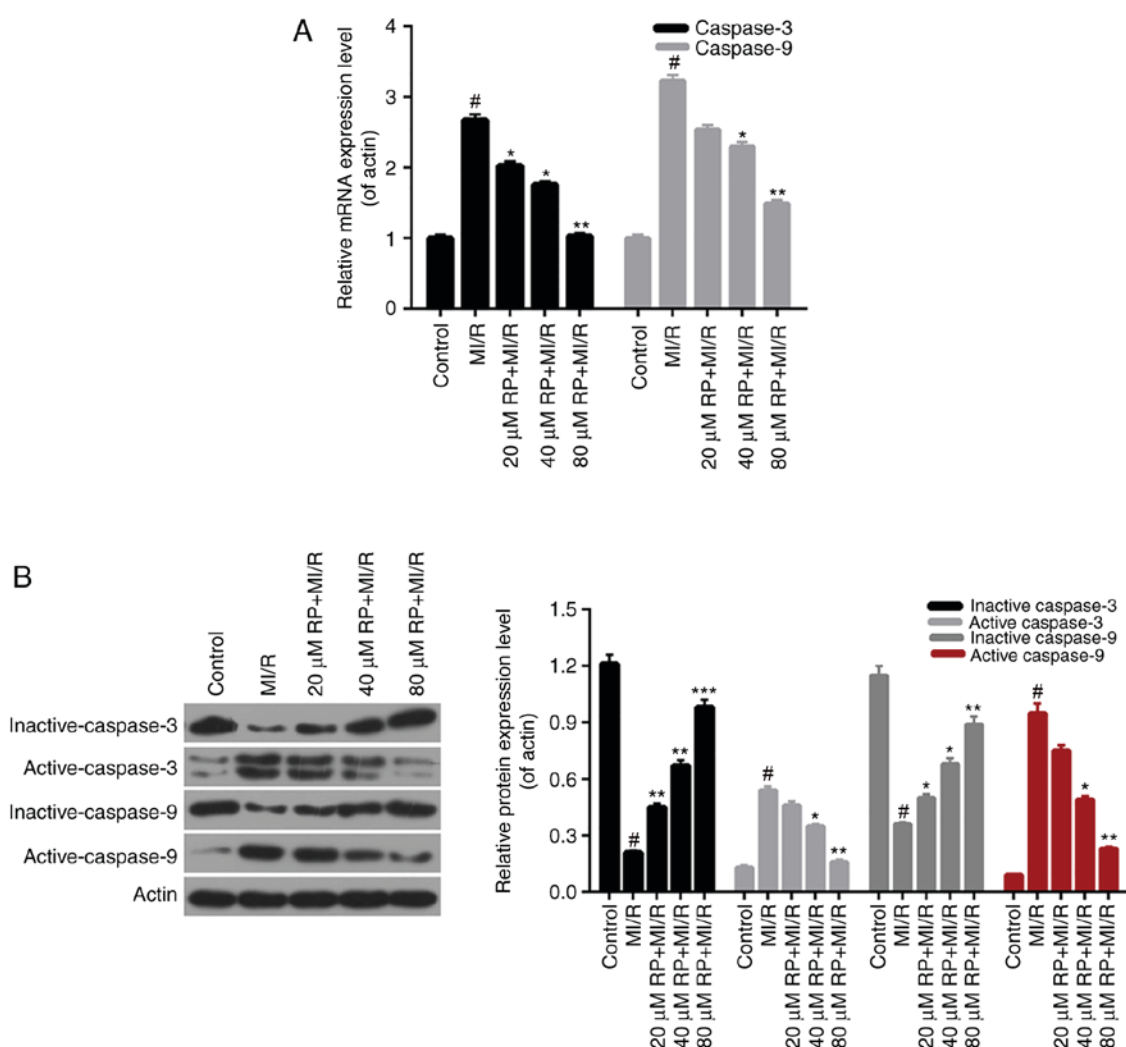 A
Caspase-3
Caspase-9
Relative mRNA expression level
(of actin)
4
3
2
1
0
#
*
*
**
#
*
**
Control
MI/R
20 μM RP+MI/R
40 μM RP+MI/R
80 μM RP+MI/R
Control
MI/R
20 μM RP+MI/R
40 μM RP+MI/R
80 μM RP+MI/R
B
Control
MI/R
20 μM RP+MI/R
40 μM RP+MI/R
80 μM RP+MI/R
Inactive-caspase-3
Active-caspase-3
Inactive-caspase-9
Active-caspase-9
Actin
Inactive caspase-3
Active caspase-3
Inactive caspase-9
Active caspase-9
Relative protein expression level
(of actin)
1.5
1.2
0.9
0.6
0.3
0.0
#
**
**
***
#
*
**
#
*
*
**
#
*
**
Control
MI/R
20 μM RP+MI/R
40 μM RP+MI/R
80 μM RP+MI/R
Control
MI/R
20 μM RP+MI/R
40 μM RP+MI/R
80 μM RP+MI/R
Control
MI/R
20 μM RP+MI/R
40 μM RP+MI/R
80 μM RP+MI/R
Control
MI/R
20 μM RP+MI/R
40 μM RP+MI/R
80 μM RP+MI/R